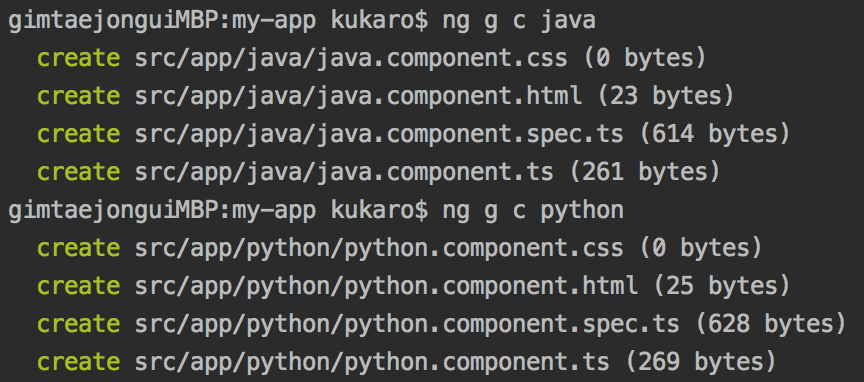 gimtaejonguiMBP:my-app kukaro$ ng g c java
create src/app/java/java.component.css (0 bytes)
create src/app/java/java.component.html (23 bytes)
create src/app/java/java.component.spec.ts (614 bytes)
create src/app/java/java.component.ts (261 bytes)
gimtaejonguiMBP:my-app kukaro$ ng g c python
create src/app/python/python.component.css (0 bytes)
create src/app/python/python.component.html (25 bytes)
create src/app/python/python.component.spec.ts (628 bytes)
create src/app/python/python.component.ts (269 bytes)